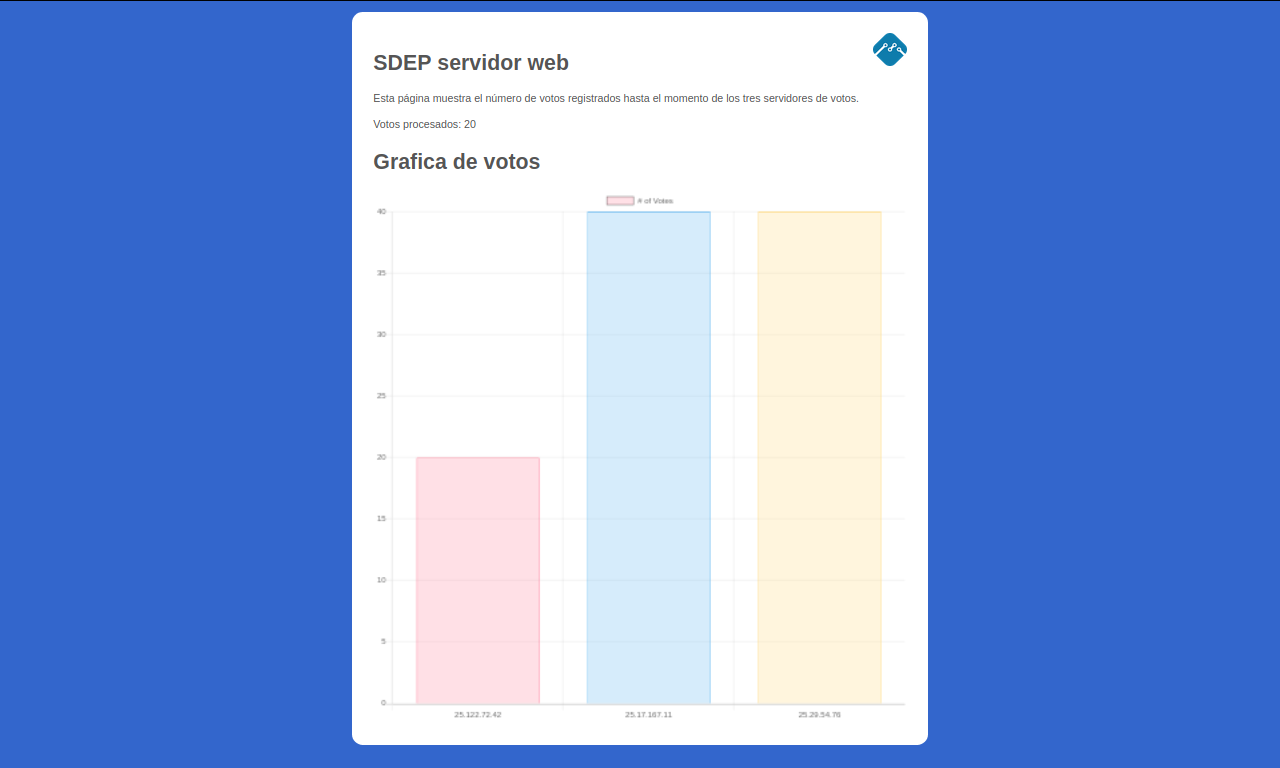 SDEP servidor web
Esta página muestra el número de votos registrados hasta el momento de los tres servidores de votos.
Votos procesados: 20
Grafica de votos
# of Votes
40
35
30
25
20
15
10
5
0
25.122.72.42
25.17.167.11
25.29.54.76